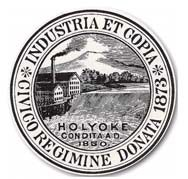 INDUSTRIA ET COPIA
CIVICO REGIMINE DONATA 1873
HOLYOKE
CONDITA A.D.
1850.